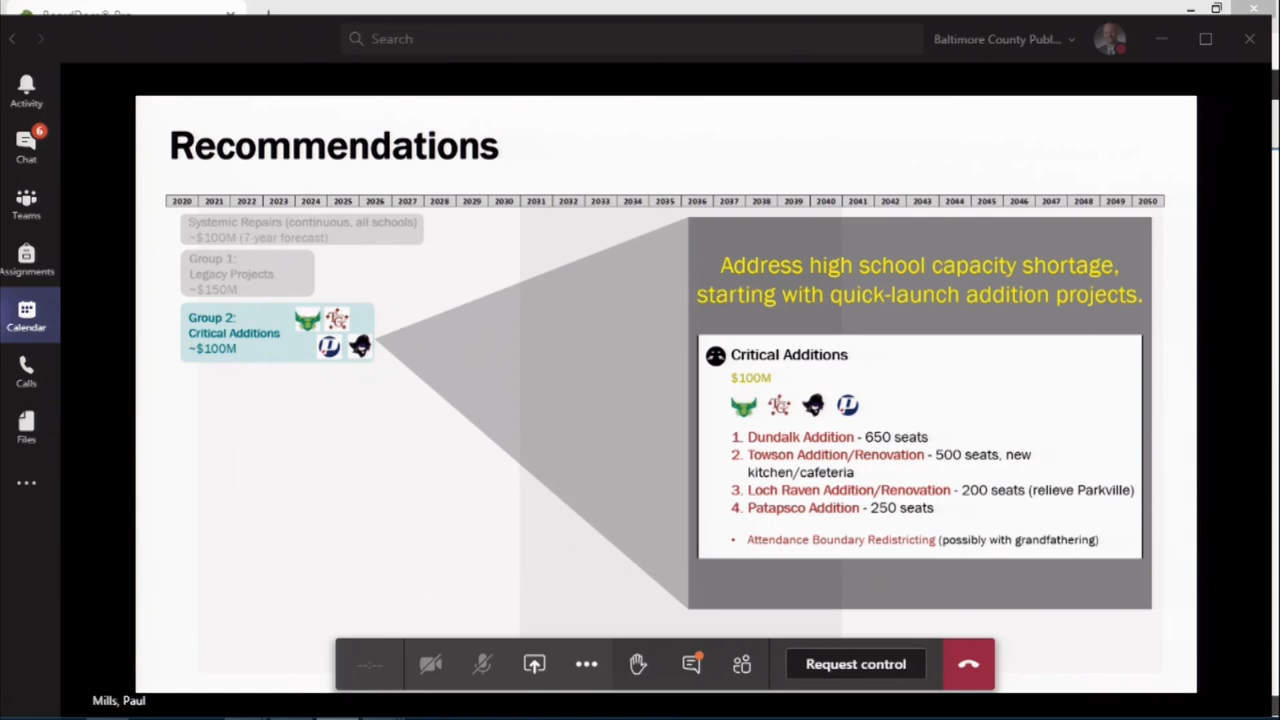 BoardDocs® Pro
Search
Baltimore County Publ...
Activity
6
Chat
Teams
Assignments
Calendar
Calls
Files
Recommendations
2020 2021 2022 2023 2024 2025 2026 2027 2028 2029 2030 2031 2032 2033 2034 2035 2036 2037 2038 2039 2040 2041 2042 2043 2044 2045 2046 2047 2048 2049 2050
Systemic Repairs (continuous, all schools)
~$100M (7-year forecast)
Group 1:
Legacy Projects
~$150M
Group 2:
Critical Additions
~$100M
Address high school capacity shortage,
starting with quick-launch addition projects.
Critical Additions
$100M
1. Dundalk Addition - 650 seats
2. Towson Addition/Renovation - 500 seats, new
kitchen/cafeteria
3. Loch Raven Addition/Renovation - 200 seats (relieve Parkville)
4. Patapsco Addition - 250 seats
• Attendance Boundary Redistricting (possibly with grandfathering)
--:--
Request control
Mills, Paul